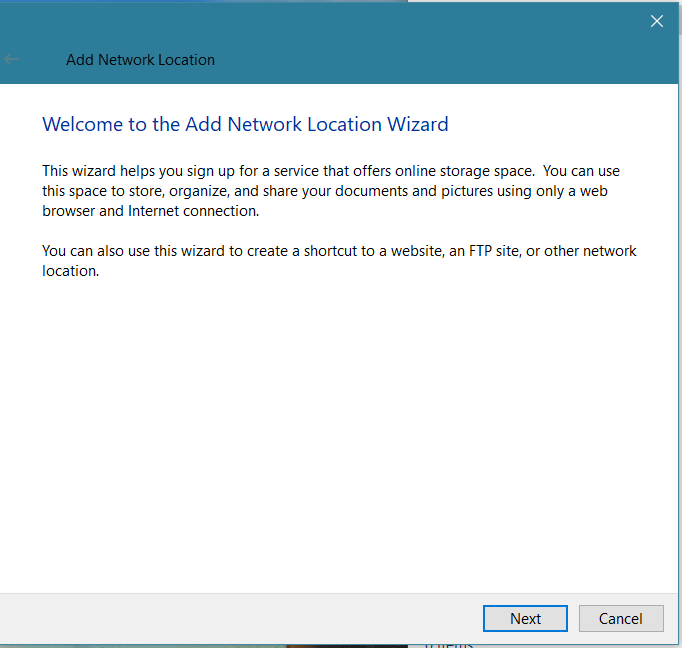 Add Network Location
Welcome to the Add Network Location Wizard
This wizard helps you sign up for a service that offers online storage space.  You can use
this space to store, organize, and share your documents and pictures using only a web
browser and Internet connection.
You can also use this wizard to create a shortcut to a website, an FTP site, or other network
location.
Next
Cancel